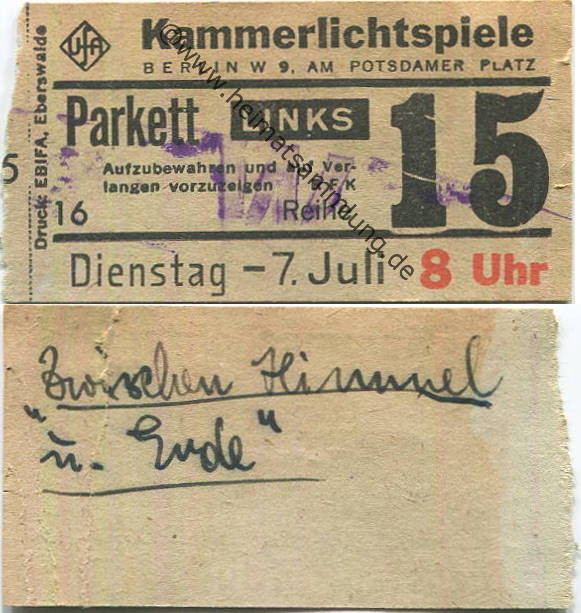 UFA
Kammerlichtspiele
BERLIN W 9, AM POTSDAMER PLATZ
Druck: EBIFA, Eberswalde
Parkett LINKS 15
Aufzubewahren und auf Ver-
langen vorzuzeigen
5
16 Reihe
Dienstag – 7. Juli 8 Uhr
©www.heimatsammlung.de
"Zwischen Himmel
u. Erde"